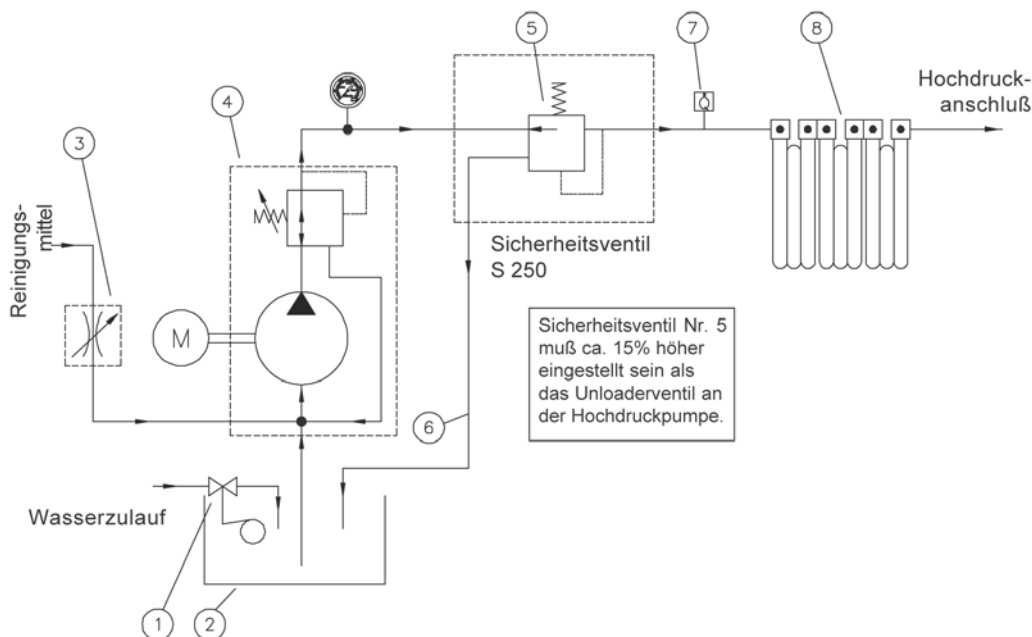 5
7
8
Hochdruck-
anschluß
4
3
Reinigungs-
mittel
Sicherheitsventil
S 250
M
Sicherheitsventil Nr. 5
muß ca. 15% höher
eingestellt sein als
das Unloaderventil an
der Hochdruckpumpe.
6
Wasserzulauf
1
2